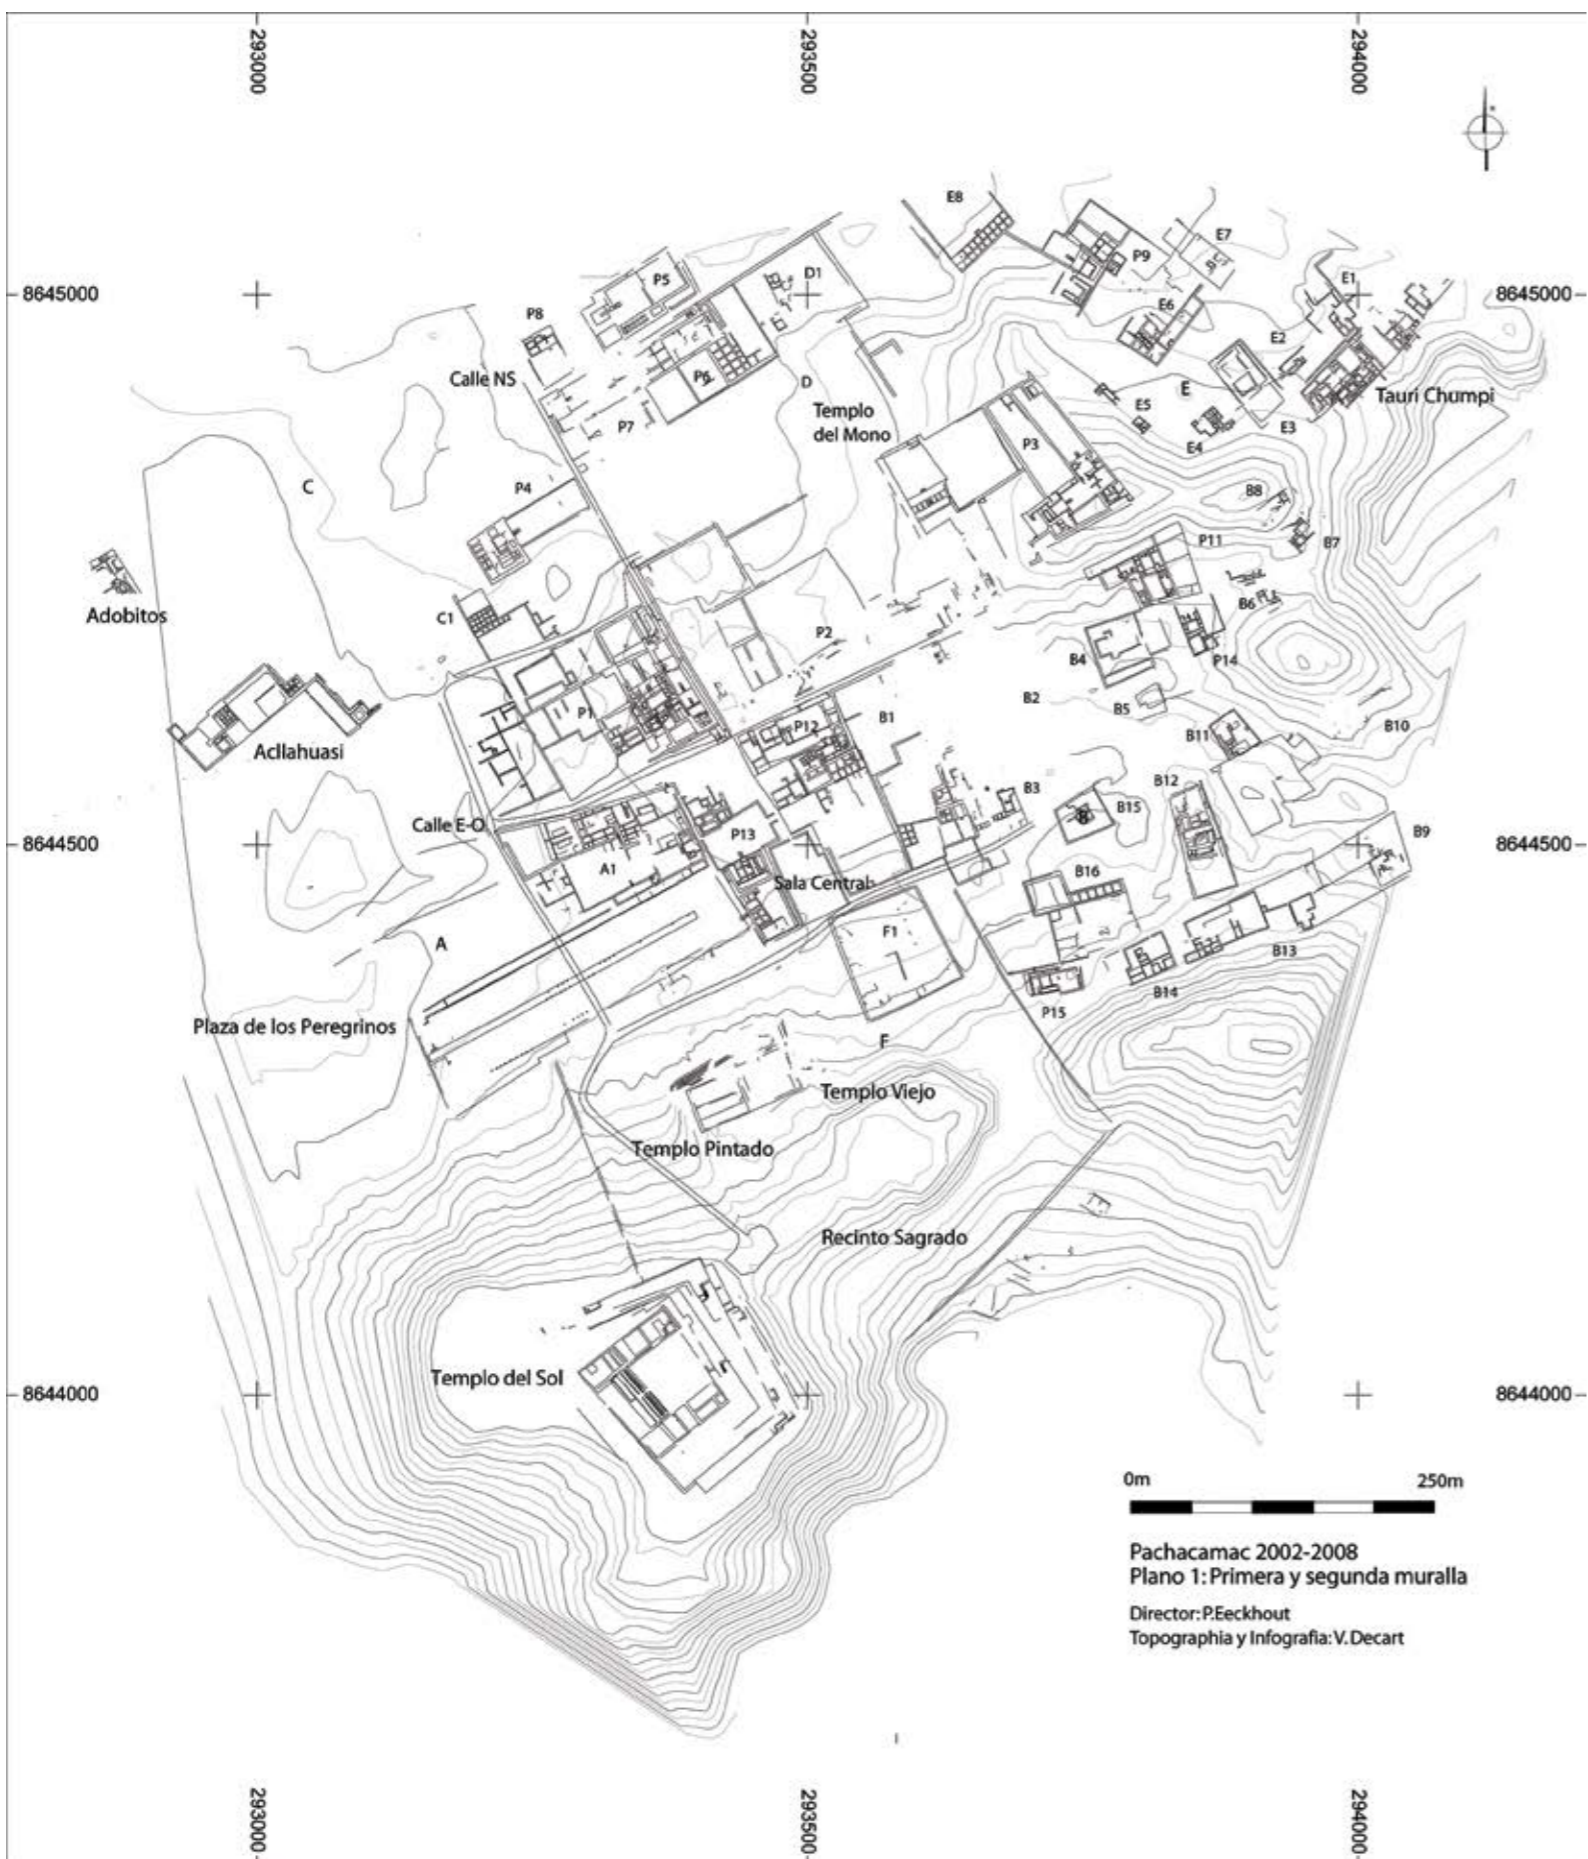 293000
293500
294000
E8
E7
P9
D1
P5
E1
8645000
8645000
E6
P8
E2
P6
Calle NS
D
E
Tauri Chumpi
Templo
del Mono
E5
P7
E3
P3
E4
C
P4
B8
P11
B7
Adobitos
C1
B6
P2
B4
P14
B2
B5
P1
P12
B1
B10
B11
Acllahuasi
B12
B3
B15
Calle E-O
P13
B9
8644500
8644500
A1
B16
Sala Central
F1
A
B13
B14
P15
Plaza de los Peregrinos
F
Templo Viejo
Templo Pintado
Recinto Sagrado
Templo del Sol
8644000
8644000
0m
250m
Pachacamac 2002-2008
Plano 1: Primera y segunda muralla
Director: P.Eeckhout
Topographia y Infografia: V. Decart
293000
293500
294000